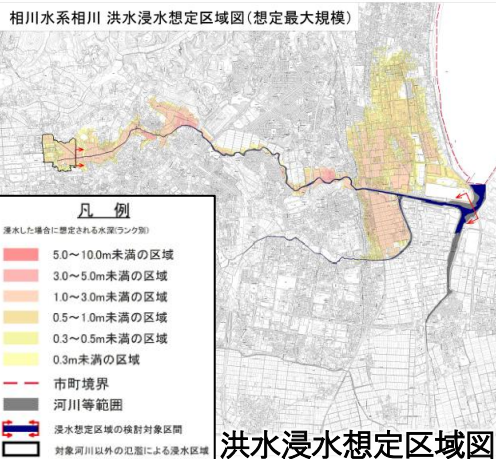 相川水系相川 洪水浸水想定区域図(想定最大規模)
凡 例
浸水した場合に想定される水深(ランク別)
5.0～10.0m未満の区域
3.0～5.0m未満の区域
1.0～3.0m未満の区域
0.5～1.0m未満の区域
0.3～0.5m未満の区域
0.3m未満の区域
市町境界
河川等範囲
浸水想定区域の検討対象区間
対象河川以外の氾濫による浸水区域
洪水浸水想定区域図